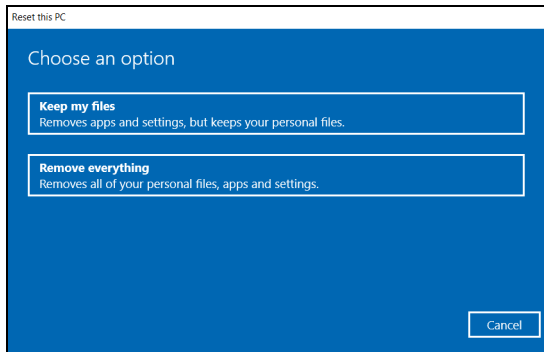 Reset this PC
Choose an option
Keep my files
Removes apps and settings, but keeps your personal files.
Remove everything
Removes all of your personal files, apps and settings.
Cancel